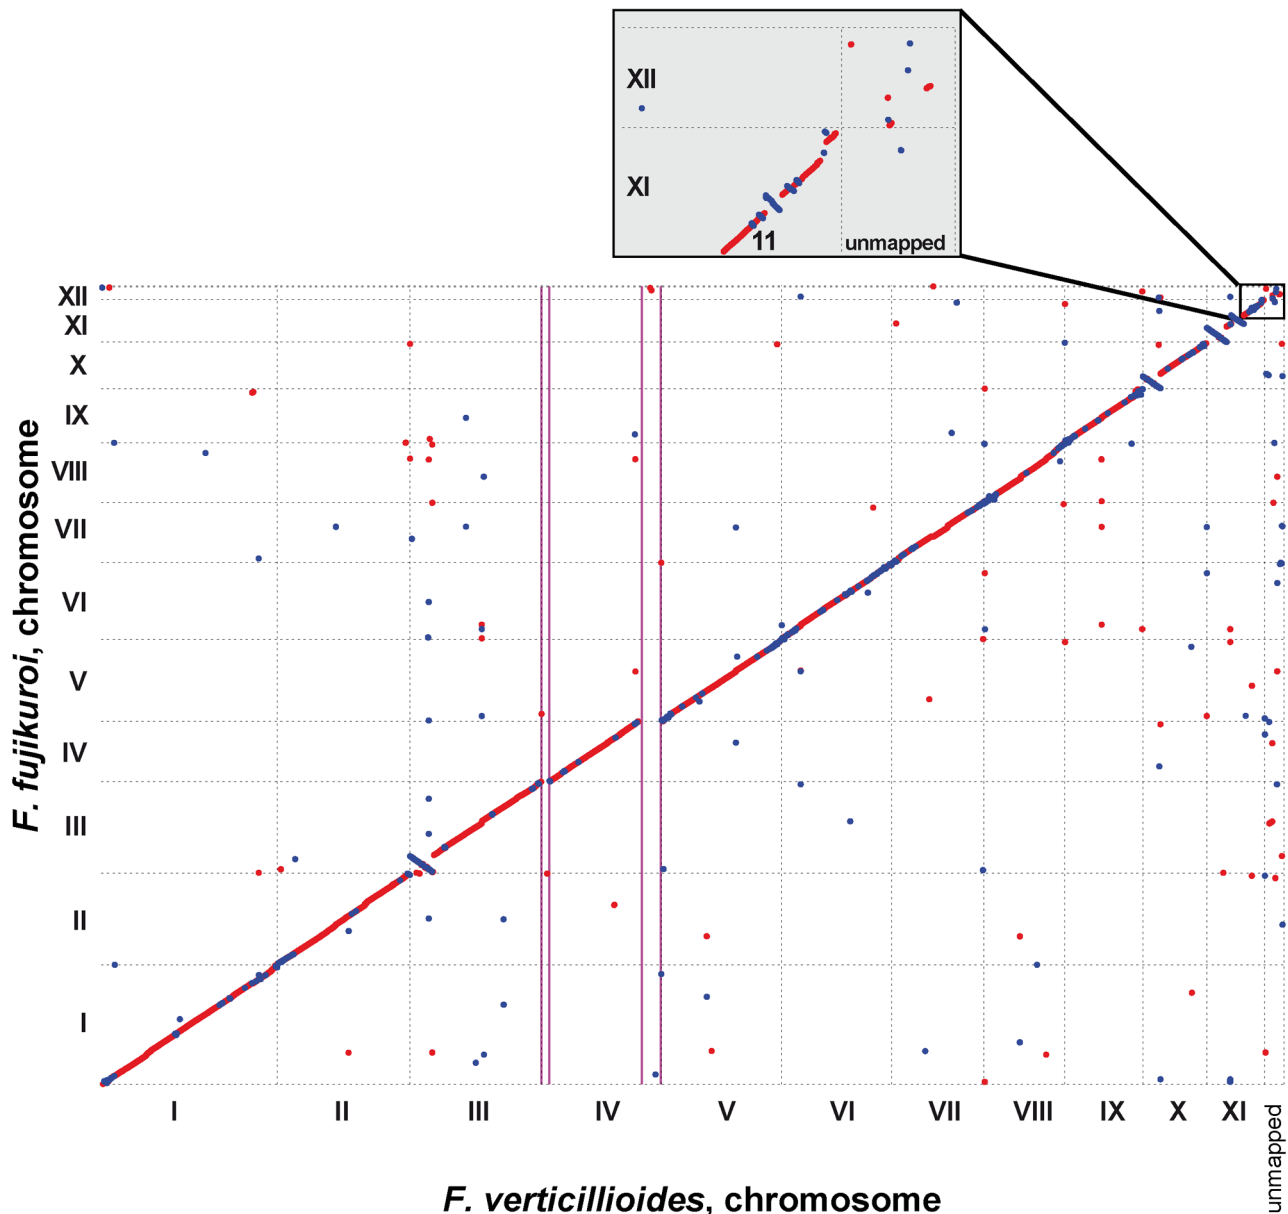 XII
XI
11
unmapped
XII
XI
X
IX
VIII
VII
VI
V
IV
III
II
I
F. fujikuroi, chromosome
I II III IV V VI VII VIII IX X XI unmapped
F. verticillioides, chromosome